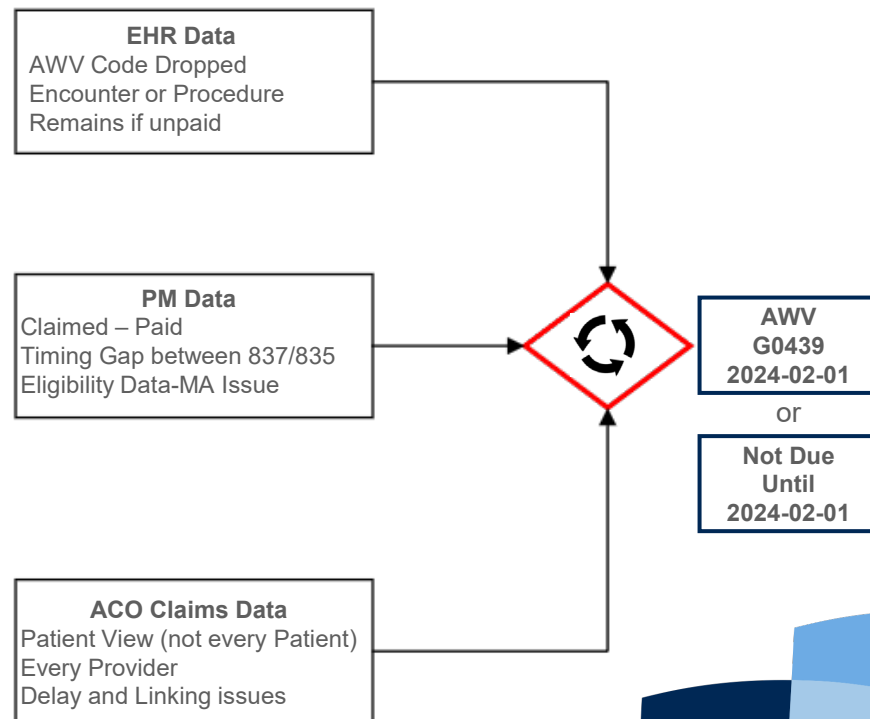 EHR Data
AWV Code Dropped
Encounter or Procedure
Remains if unpaid
PM Data
Claimed – Paid
Timing Gap between 837/835
Eligibility Data-MA Issue
AWV
G0439
2024-02-01
or
Not Due
Until
2024-02-01
ACO Claims Data
Patient View (not every Patient)
Every Provider
Delay and Linking issues